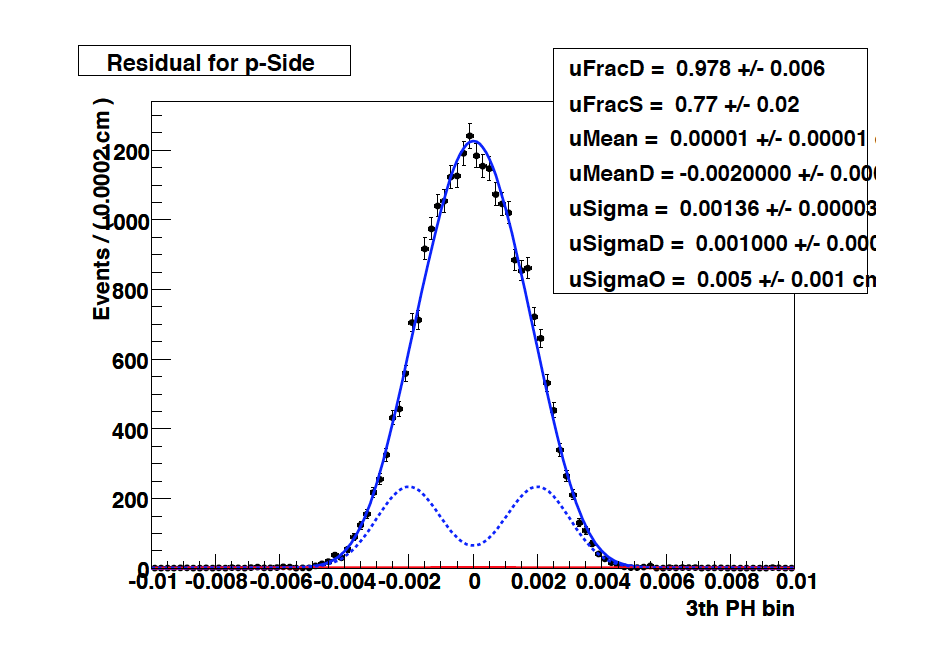 Residual for p-Side
uFracD = 0.978 +/- 0.006
uFracS = 0.77 +/- 0.02
uMean = 0.00001 +/- 0.00001
uMeanD = -0.0020000 +/- 0.000
uSigma = 0.00136 +/- 0.00003
uSigmaD = 0.001000 +/- 0.000
uSigmaO = 0.005 +/- 0.001 cm
Events / ( 0.0002 cm )
1200
1000
800
600
400
200
0
-0.01 -0.008 -0.006 -0.004 -0.002 0 0.002 0.004 0.006 0.008 0.01
3th PH bin